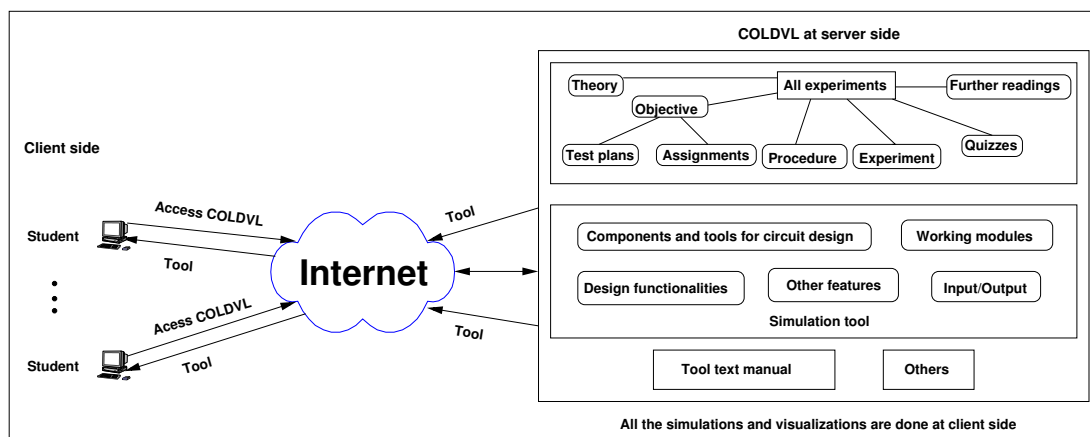 COLDVL at server side
Theory
All experiments
Further readings
Objective
Test plans
Assignments
Procedure
Experiment
Quizzes
Client side
Access COLDVL
Student
Tool
Internet
Tool
Components and tools for circuit design
Working modules
Design functionalities
Other features
Input/Output
Simulation tool
Acess COLDVL
Student
Tool
Tool
Tool text manual
Others
All the simulations and visualizations are done at client side